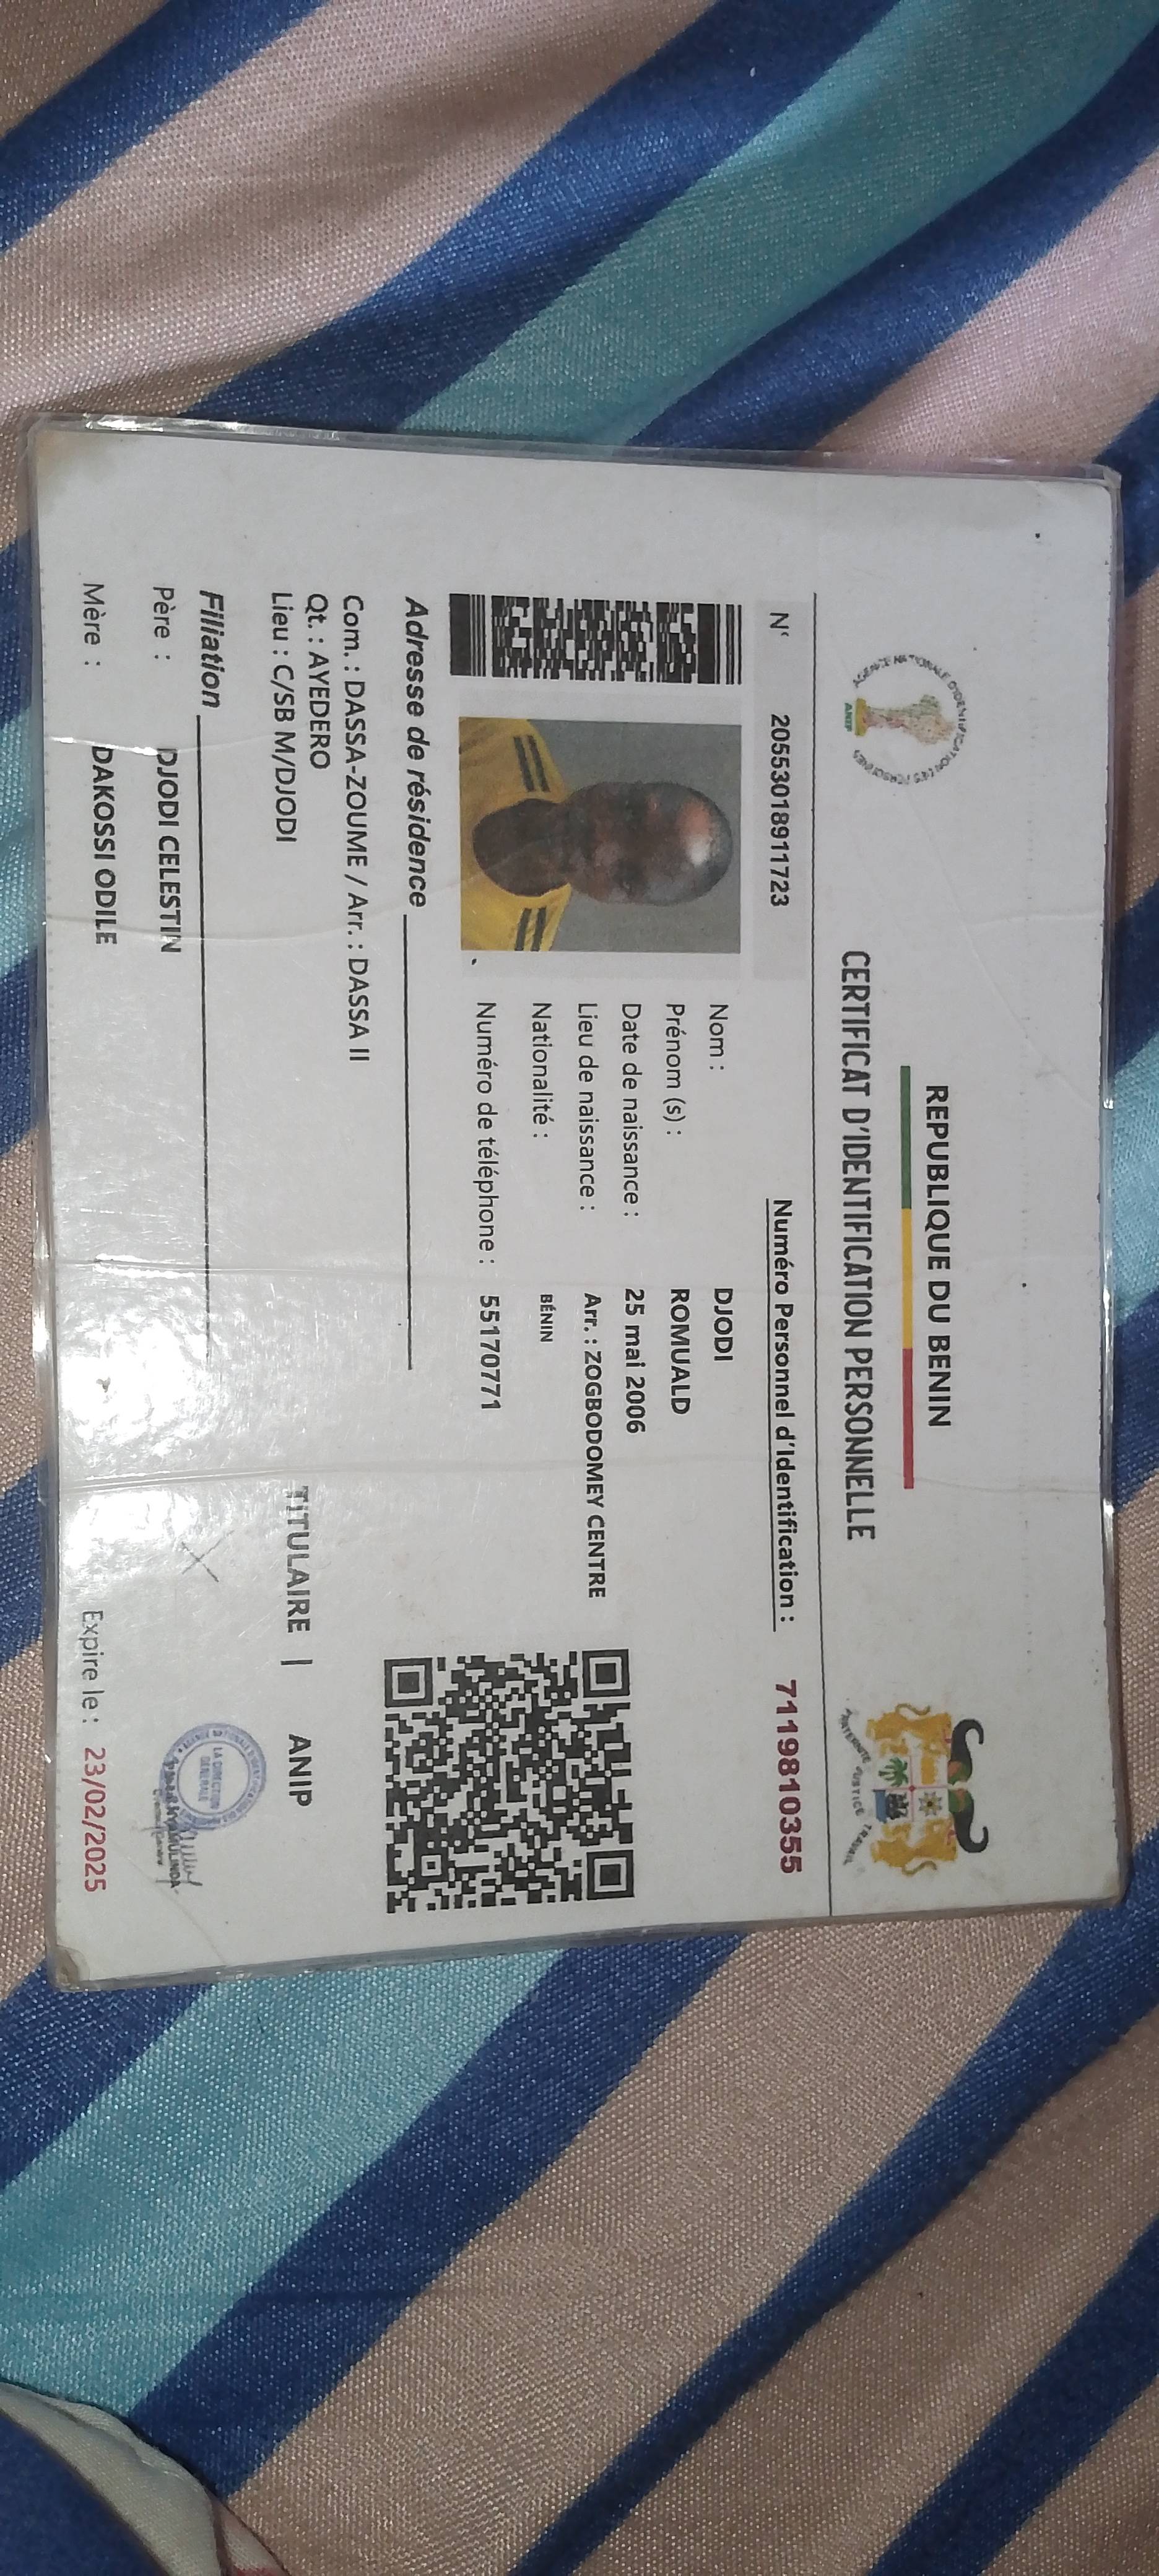 REPUBLIQUE DU BENIN
CERTIFICAT D'IDENTIFICATION PERSONNELLE
AGENCE NATIONALE D'IDENTIFICATION DES PERSONNES
ANIP
FRATERNITE JUSTICE TRAVAIL
N° 2055301891 1723
Numéro Personnel d'Identification : 7119810355
Nom : DJODI
Prénom (s) : ROMUALD
Date de naissance : 25 mai 2006
Lieu de naissance : Arr. : ZOGBODOMEY CENTRE
Nationalité : BÉNIN
Numéro de téléphone : 55170771
Adresse de résidence
Com. : DASSA-ZOUME / Arr. : DASSA II
Qt. : AYEDERO
Lieu : C/SB M/DJODI
TITULAIRE | ANIP
Filiation
LA DIRECTION GENERALE
Père : DJODI CELESTIN
Mère : DAKOSSI ODILE
Expire le : 23/02/2025